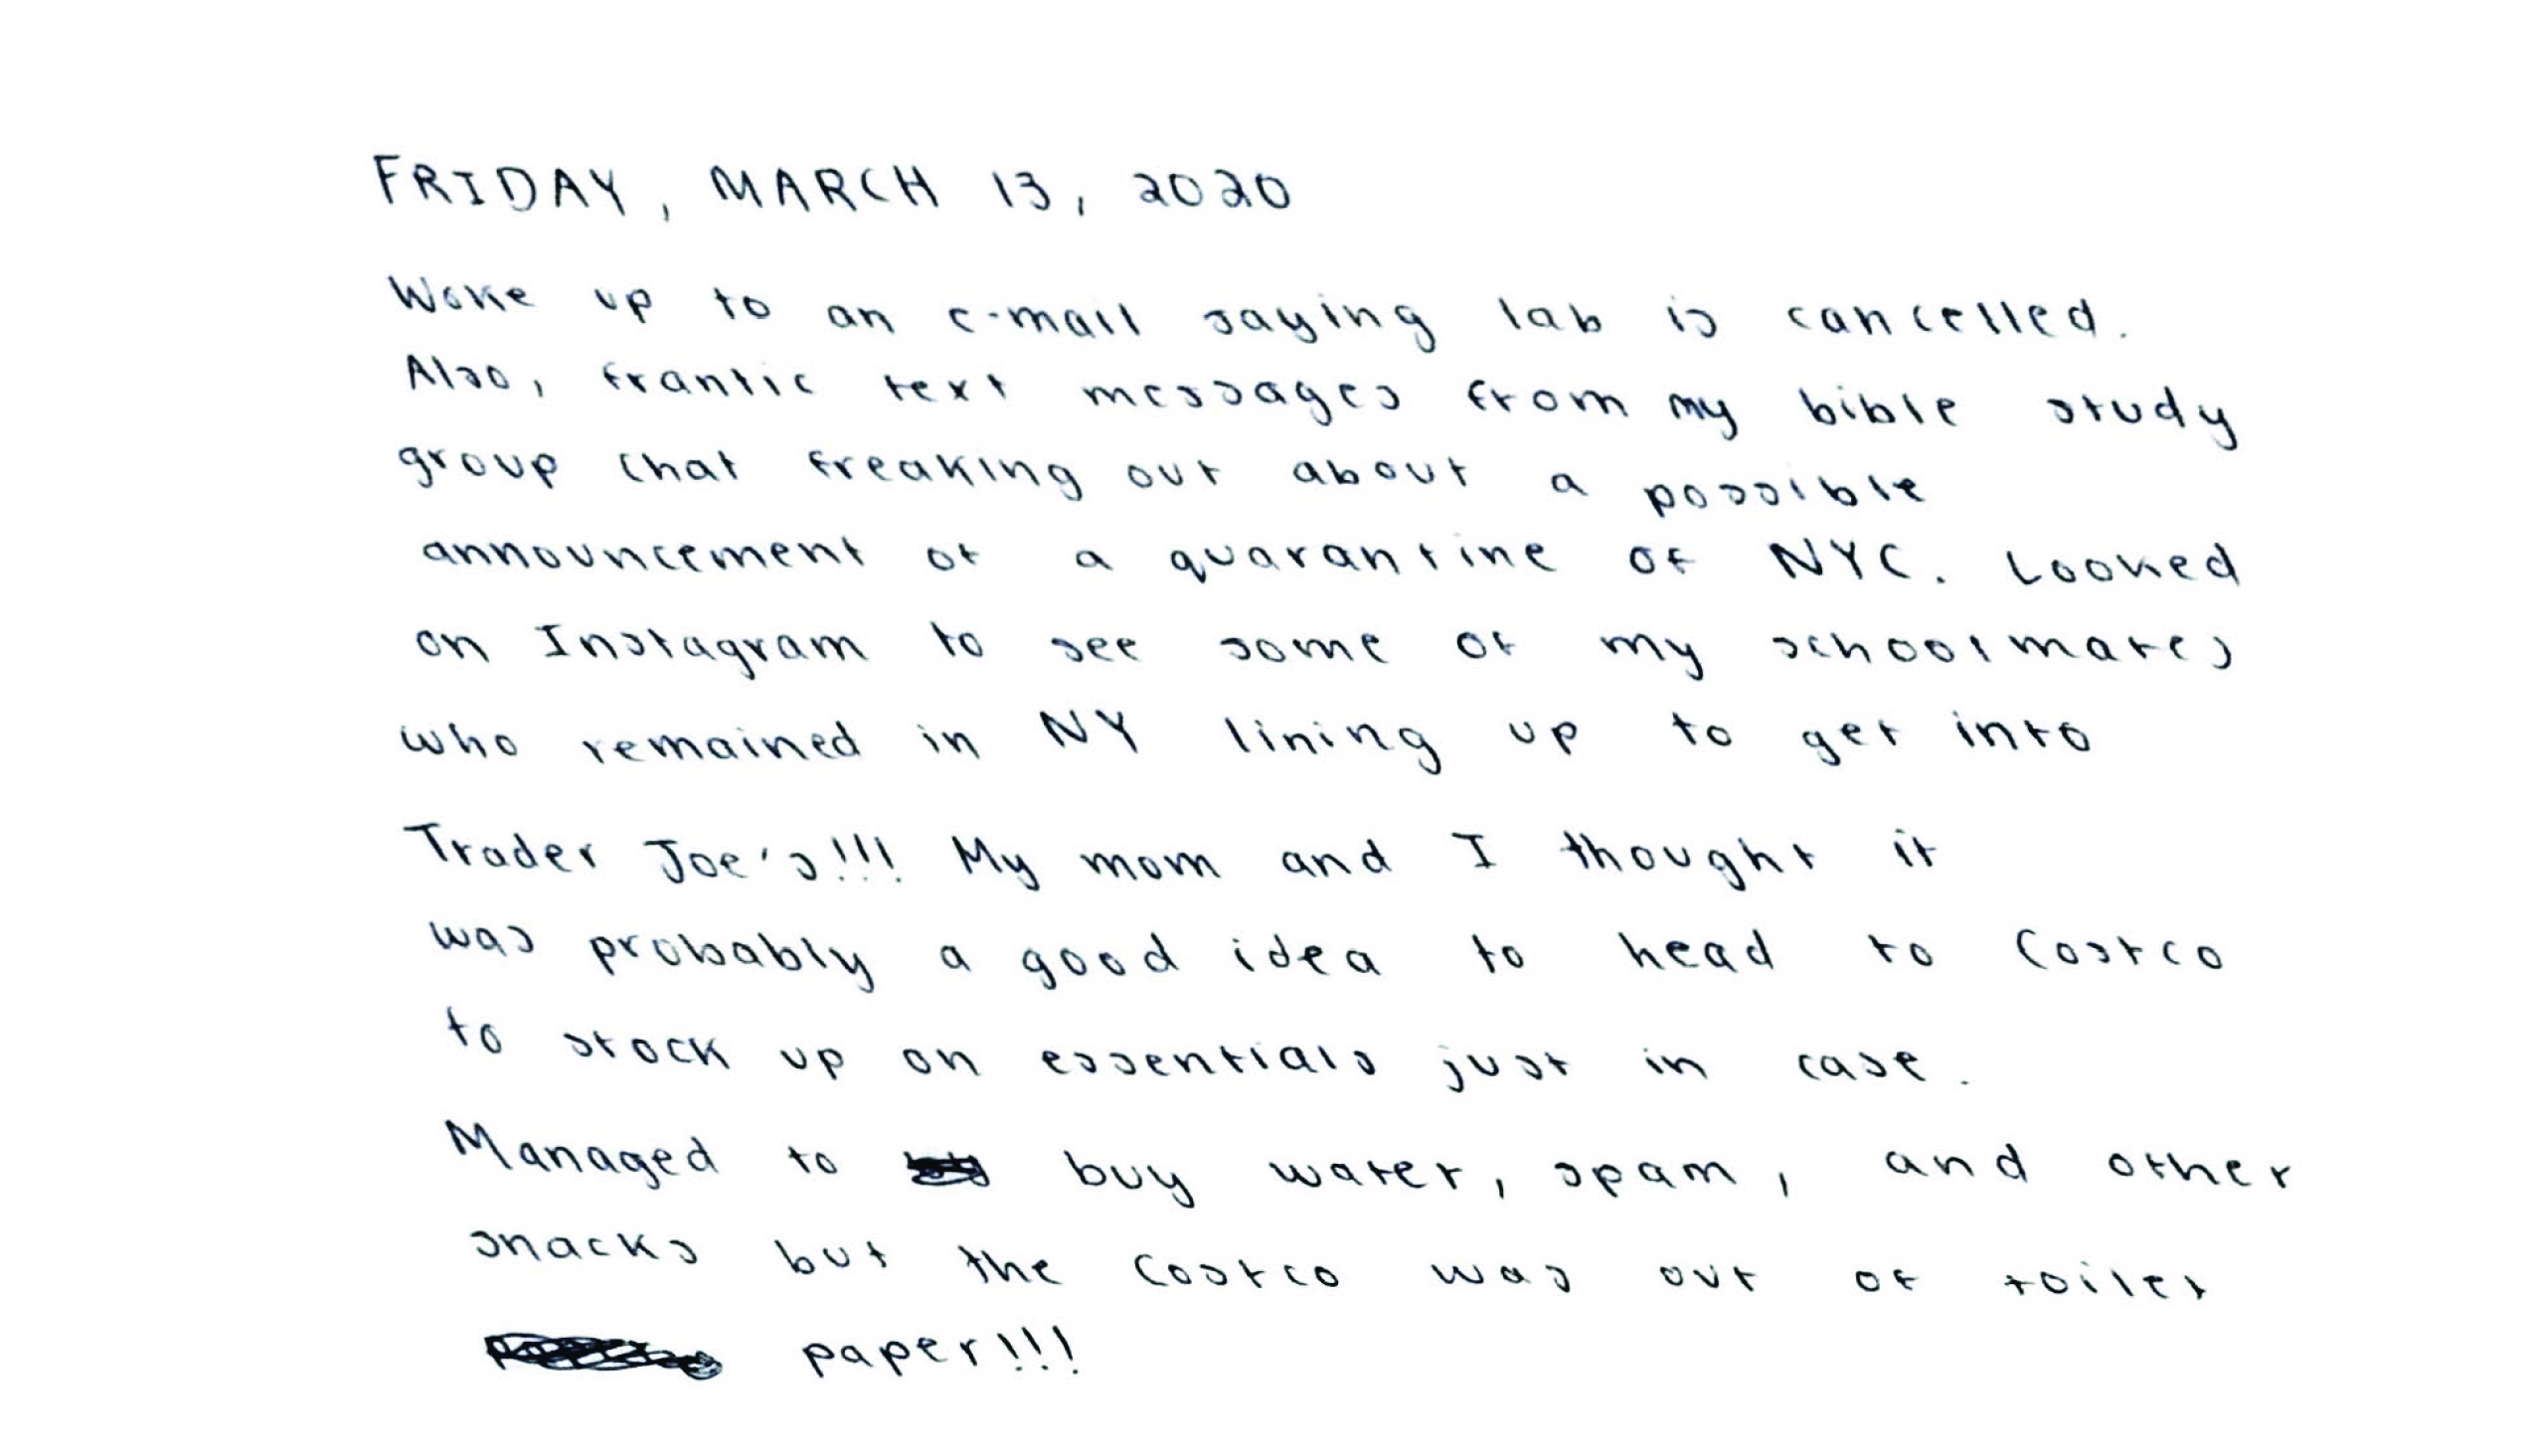 FRIDAY, MARCH 13, 2020
Woke up to an e-mail saying lab is cancelled.
Also, frantic text messages from my bible study
group chat freaking out about a possible
announcement of a quarantine of NYC. Looked
on Instagram to see some of my schoolmates
who remained in NY lining up to get into
Trader Joe's!!! My mom and I thought it
was probably a good idea to head to Costco
to stock up on essentials just in case.
Managed to buy water, spam, and other
snacks but the Costco was out of toilet
paper!!!